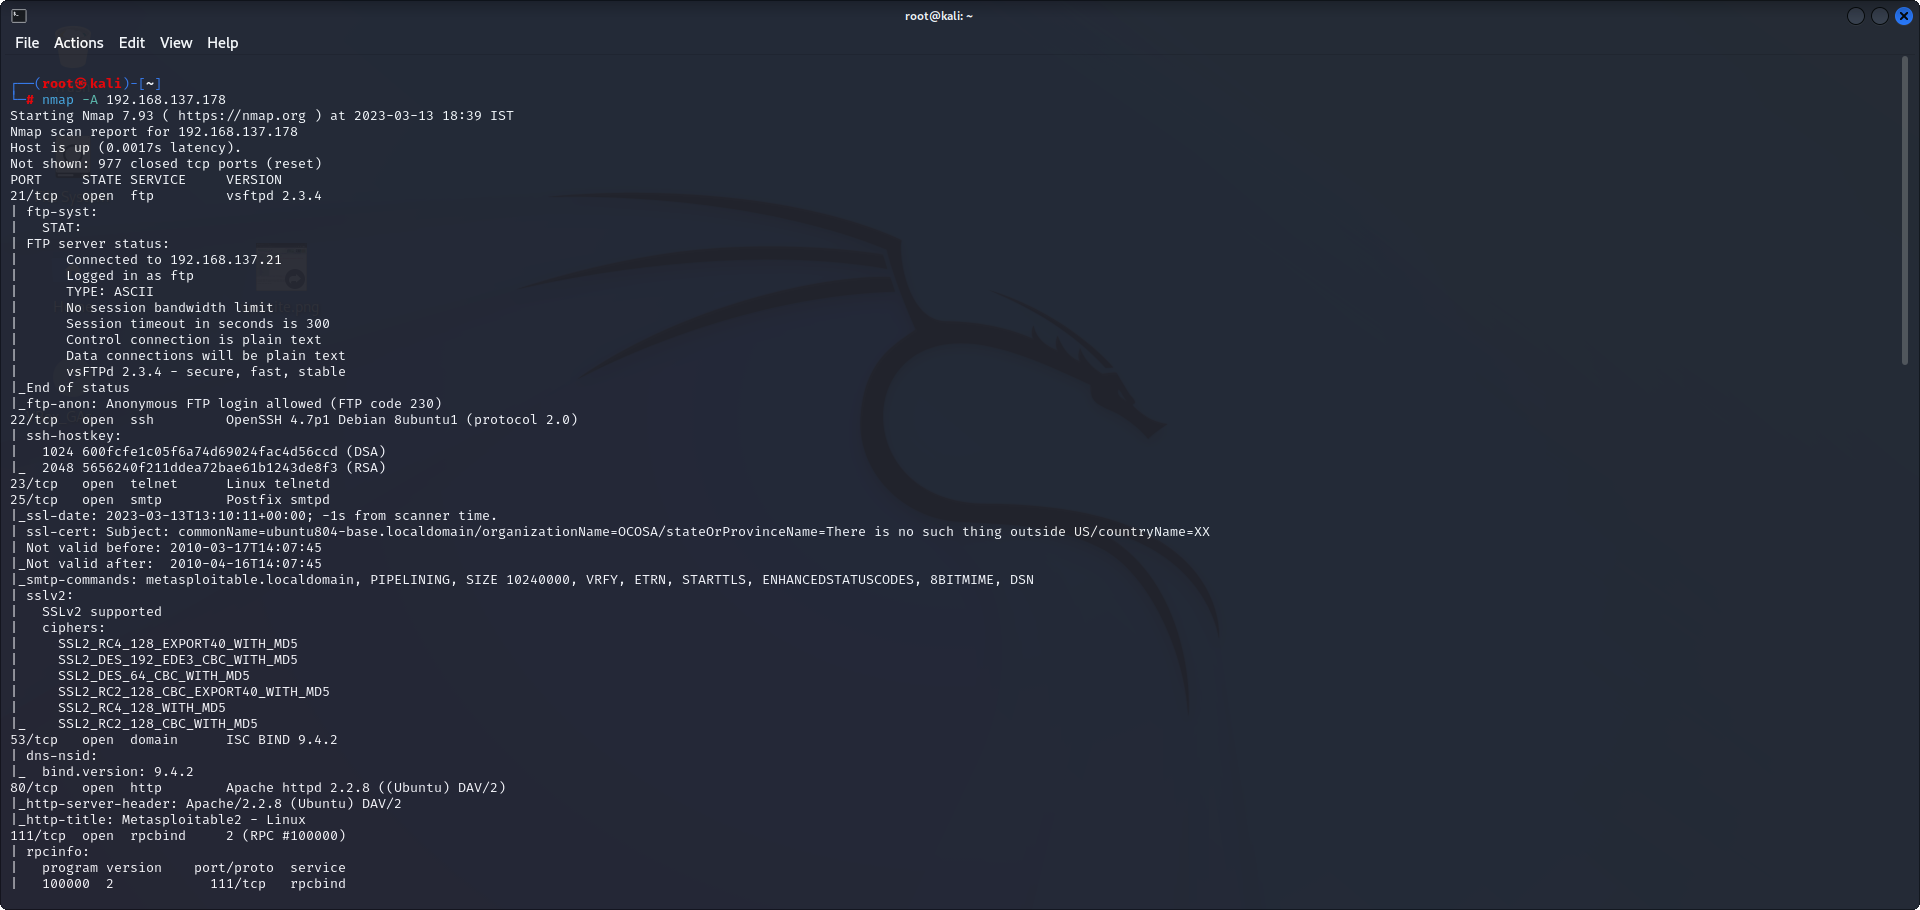 root@kali: ~
File Actions Edit View Help
┌──(root㉿kali)-[~]
└─# nmap -A 192.168.137.178
Starting Nmap 7.93 ( https://nmap.org ) at 2023-03-13 18:39 IST
Nmap scan report for 192.168.137.178
Host is up (0.0017s latency).
Not shown: 977 closed tcp ports (reset)
PORT     STATE SERVICE     VERSION
21/tcp   open  ftp         vsftpd 2.3.4
| ftp-syst:
|   STAT:
| FTP server status:
|      Connected to 192.168.137.21
|      Logged in as ftp
|      TYPE: ASCII
|      No session bandwidth limit
|      Session timeout in seconds is 300
|      Control connection is plain text
|      Data connections will be plain text
|      vsFTPd 2.3.4 - secure, fast, stable
|_End of status
|_ftp-anon: Anonymous FTP login allowed (FTP code 230)
22/tcp   open  ssh         OpenSSH 4.7p1 Debian 8ubuntu1 (protocol 2.0)
| ssh-hostkey:
|   1024 600fcfe1c05f6a74d69024fac4d56ccd (DSA)
|_  2048 5656240f211ddea72bae61b1243de8f3 (RSA)
23/tcp   open  telnet      Linux telnetd
25/tcp   open  smtp        Postfix smtpd
|_ssl-date: 2023-03-13T13:10:11+00:00; -1s from scanner time.
| ssl-cert: Subject: commonName=ubuntu804-base.localdomain/organizationName=OCOSA/stateOrProvinceName=There is no such thing outside US/countryName=XX
| Not valid before: 2010-03-17T14:07:45
|_Not valid after:  2010-04-16T14:07:45
|_smtp-commands: metasploitable.localdomain, PIPELINING, SIZE 10240000, VRFY, ETRN, STARTTLS, ENHANCEDSTATUSCODES, 8BITMIME, DSN
| sslv2:
|   SSLv2 supported
|   ciphers:
|     SSL2_RC4_128_EXPORT40_WITH_MD5
|     SSL2_DES_192_EDE3_CBC_WITH_MD5
|     SSL2_DES_64_CBC_WITH_MD5
|     SSL2_RC2_128_CBC_EXPORT40_WITH_MD5
|     SSL2_RC4_128_WITH_MD5
|_    SSL2_RC2_128_CBC_WITH_MD5
53/tcp   open  domain      ISC BIND 9.4.2
| dns-nsid:
|_  bind.version: 9.4.2
80/tcp   open  http        Apache httpd 2.2.8 ((Ubuntu) DAV/2)
|_http-server-header: Apache/2.2.8 (Ubuntu) DAV/2
|_http-title: Metasploitable2 - Linux
111/tcp  open  rpcbind     2 (RPC #100000)
| rpcinfo:
|   program version    port/proto  service
|   100000  2            111/tcp   rpcbind